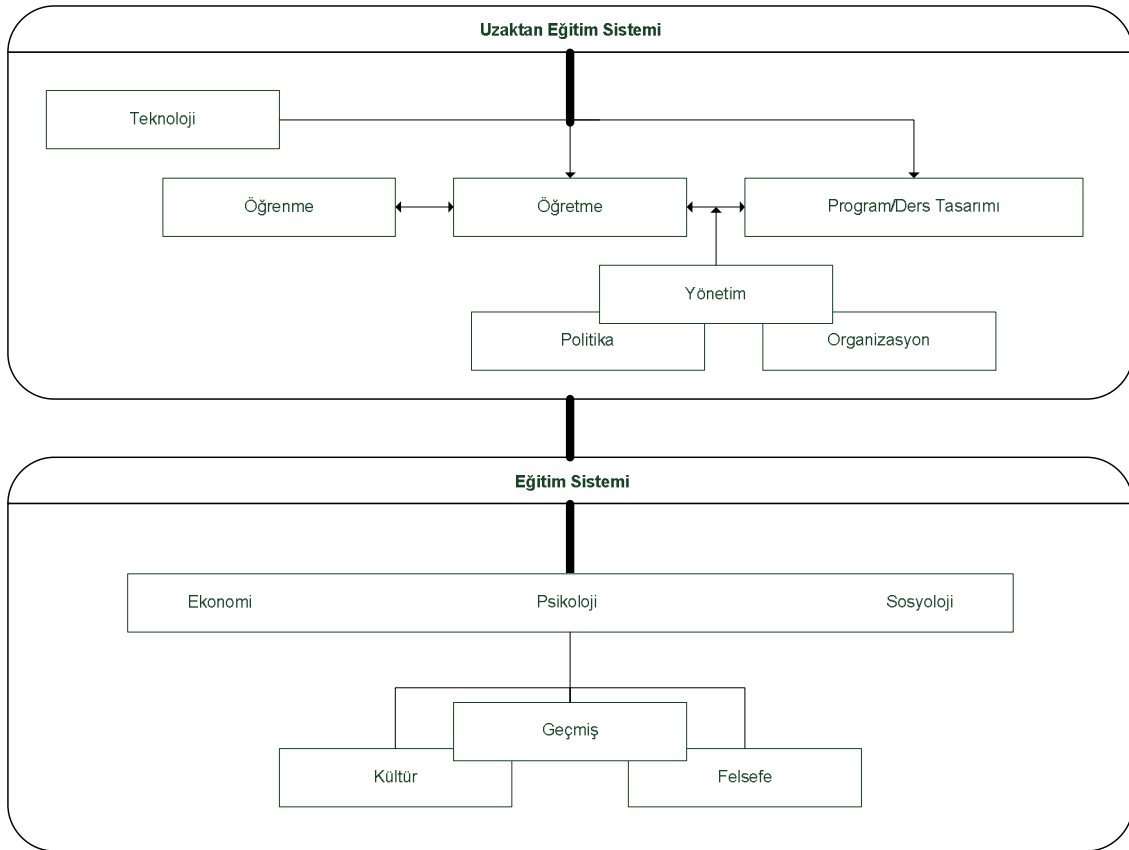 Uzaktan Eğitim Sistemi
Teknoloji
Öğrenme
Öğretme
Program/Ders Tasarımı
Yönetim
Politika
Organizasyon
Eğitim Sistemi
Ekonomi
Psikoloji
Sosyoloji
Geçmiş
Kültür
Felsefe